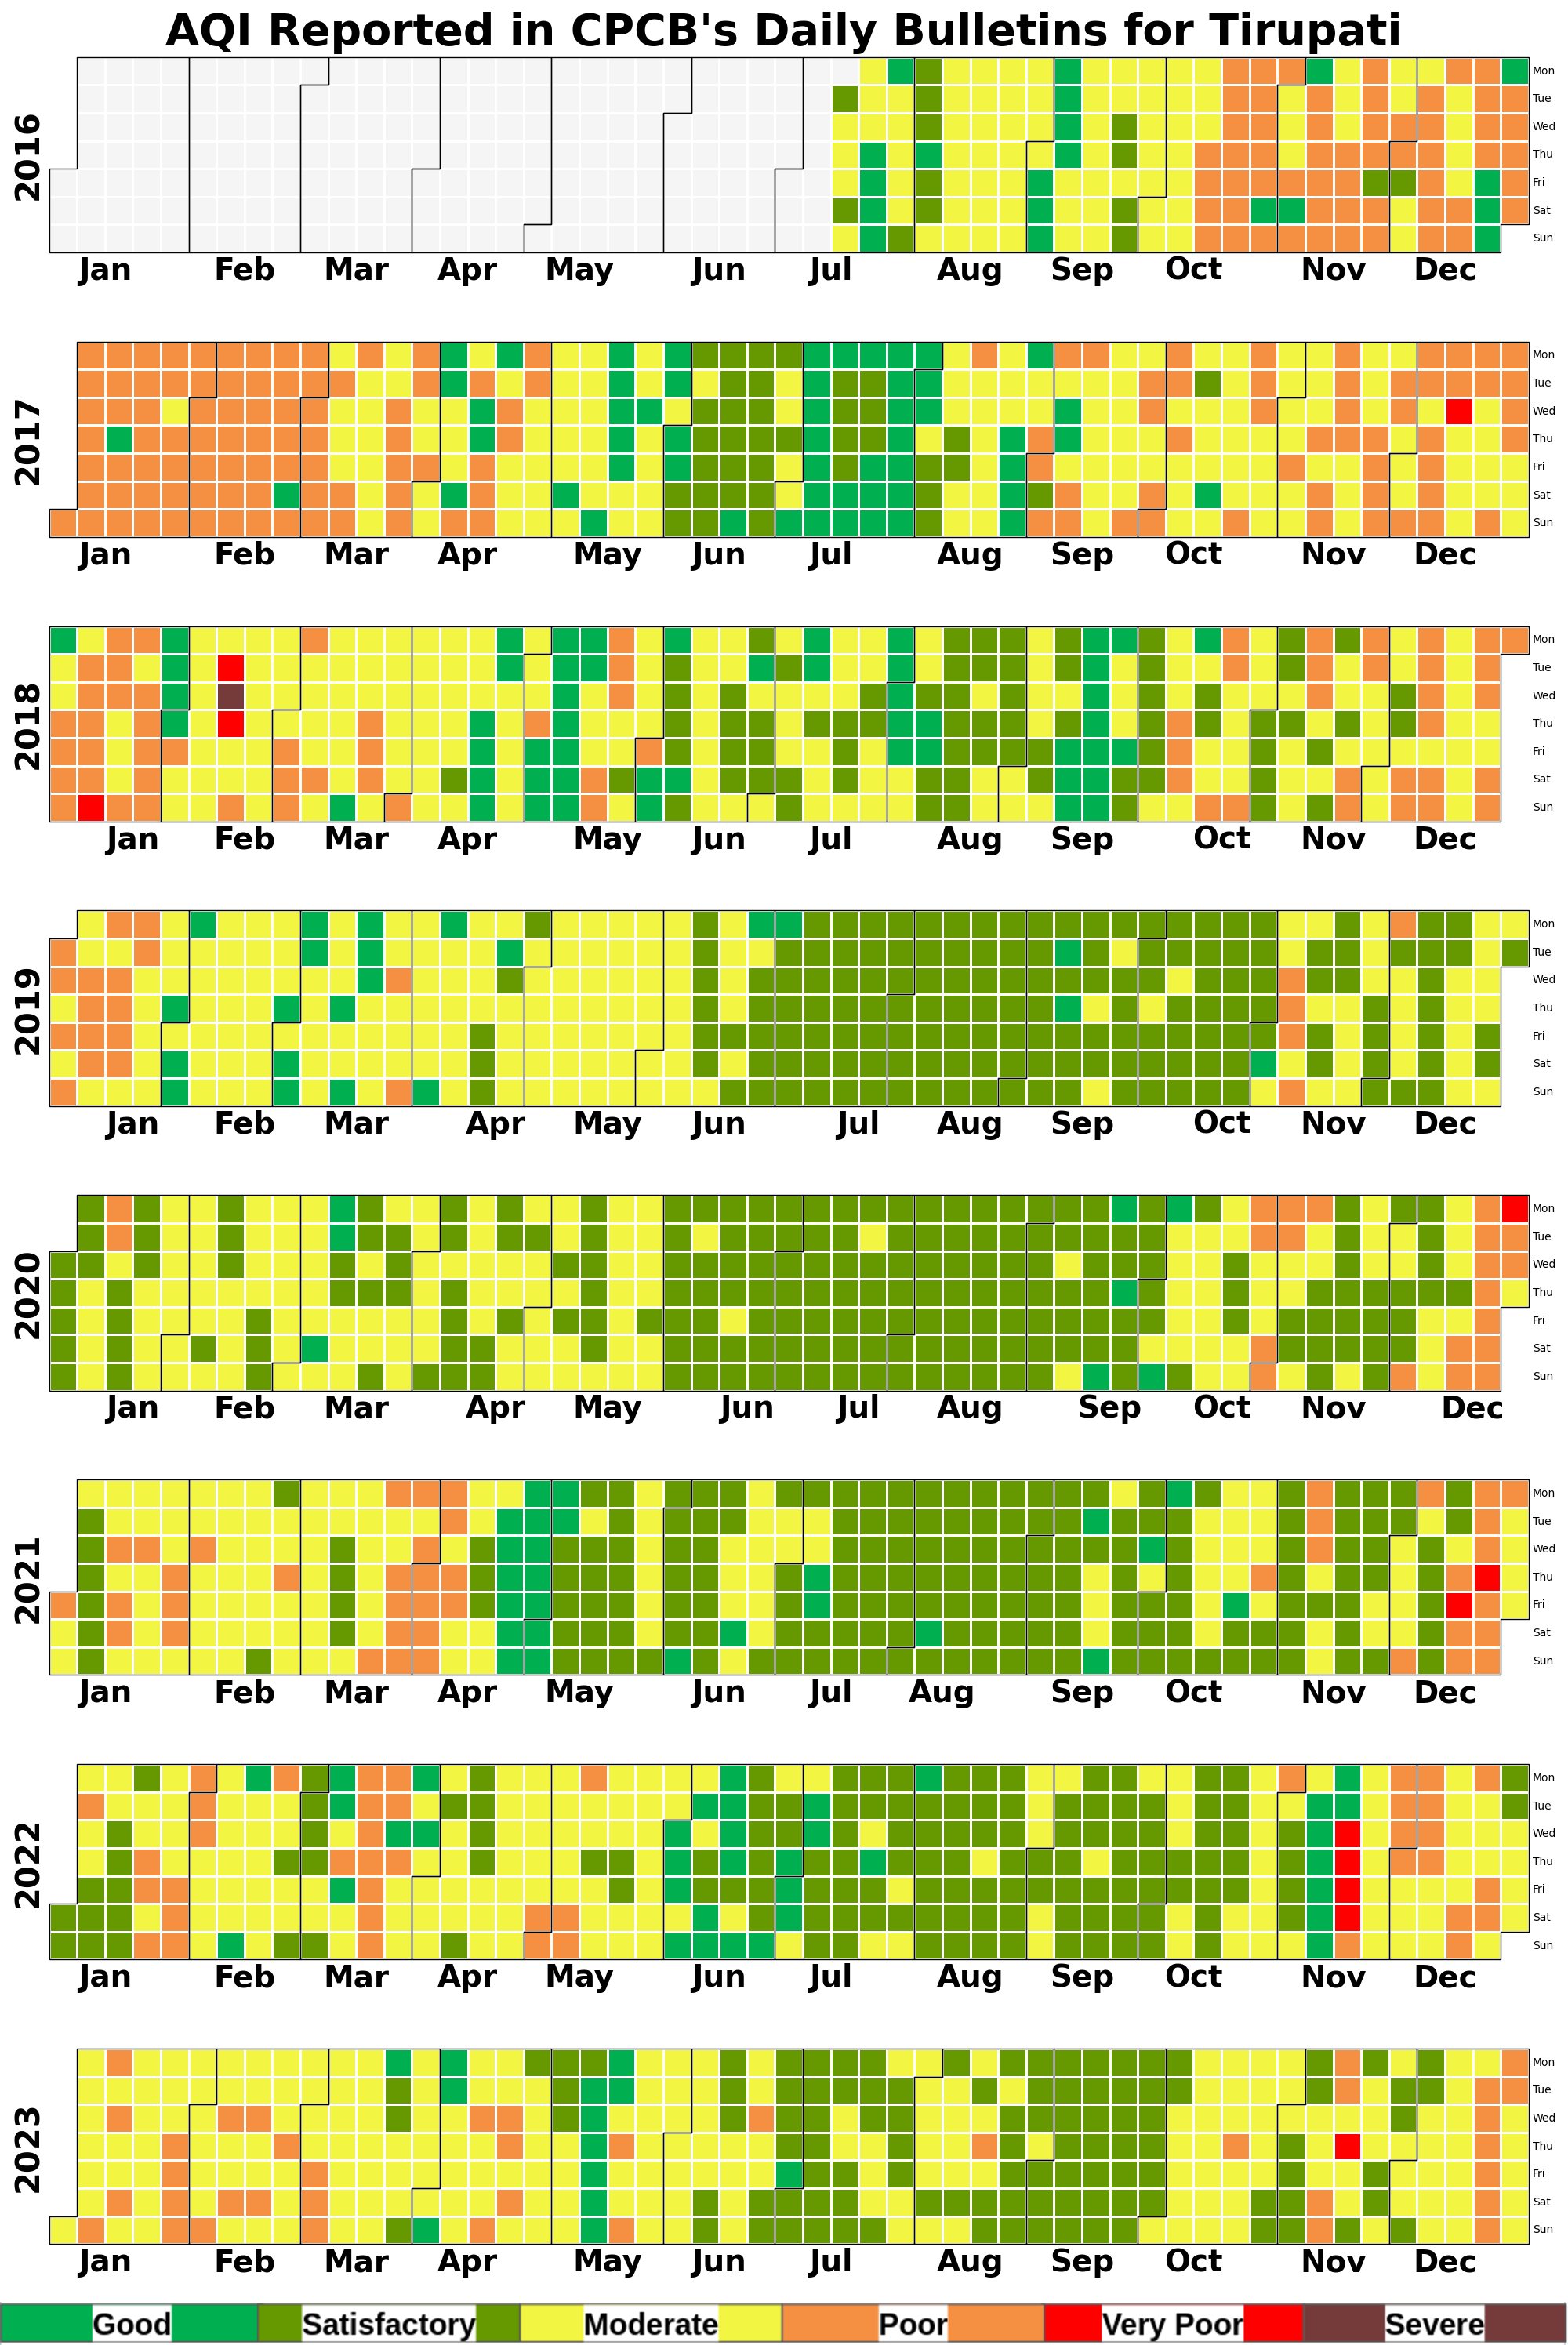 AQI Reported in CPCB's Daily Bulletins for Tirupati
2016
Mon
Tue
Wed
Thu
Fri
Sat
Sun
Jan Feb Mar Apr May Jun Jul Aug Sep Oct Nov Dec
2017
Mon
Tue
Wed
Thu
Fri
Sat
Sun
Jan Feb Mar Apr May Jun Jul Aug Sep Oct Nov Dec
2018
Mon
Tue
Wed
Thu
Fri
Sat
Sun
Jan Feb Mar Apr May Jun Jul Aug Sep Oct Nov Dec
2019
Mon
Tue
Wed
Thu
Fri
Sat
Sun
Jan Feb Mar Apr May Jun Jul Aug Sep Oct Nov Dec
2020
Mon
Tue
Wed
Thu
Fri
Sat
Sun
Jan Feb Mar Apr May Jun Jul Aug Sep Oct Nov Dec
2021
Mon
Tue
Wed
Thu
Fri
Sat
Sun
Jan Feb Mar Apr May Jun Jul Aug Sep Oct Nov Dec
2022
Mon
Tue
Wed
Thu
Fri
Sat
Sun
Jan Feb Mar Apr May Jun Jul Aug Sep Oct Nov Dec
2023
Mon
Tue
Wed
Thu
Fri
Sat
Sun
Jan Feb Mar Apr May Jun Jul Aug Sep Oct Nov Dec
Good Satisfactory Moderate Poor Very Poor Severe